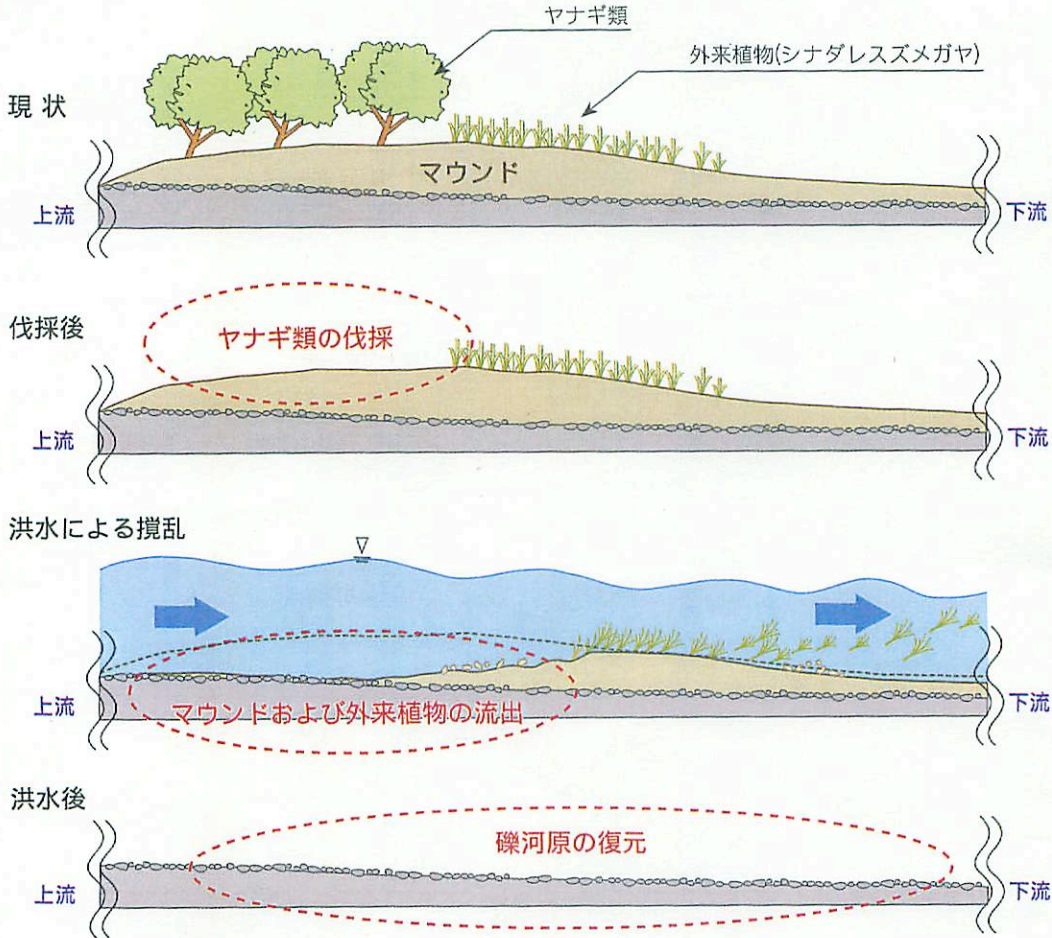 ヤナギ類
外来植物(シナダレスズメガヤ)
現 状
マウンド
上流
下流
伐採後
ヤナギ類の伐採
上流
下流
洪水による撹乱
上流
マウンドおよび外来植物の流出
下流
洪水後
礫河原の復元
上流
下流